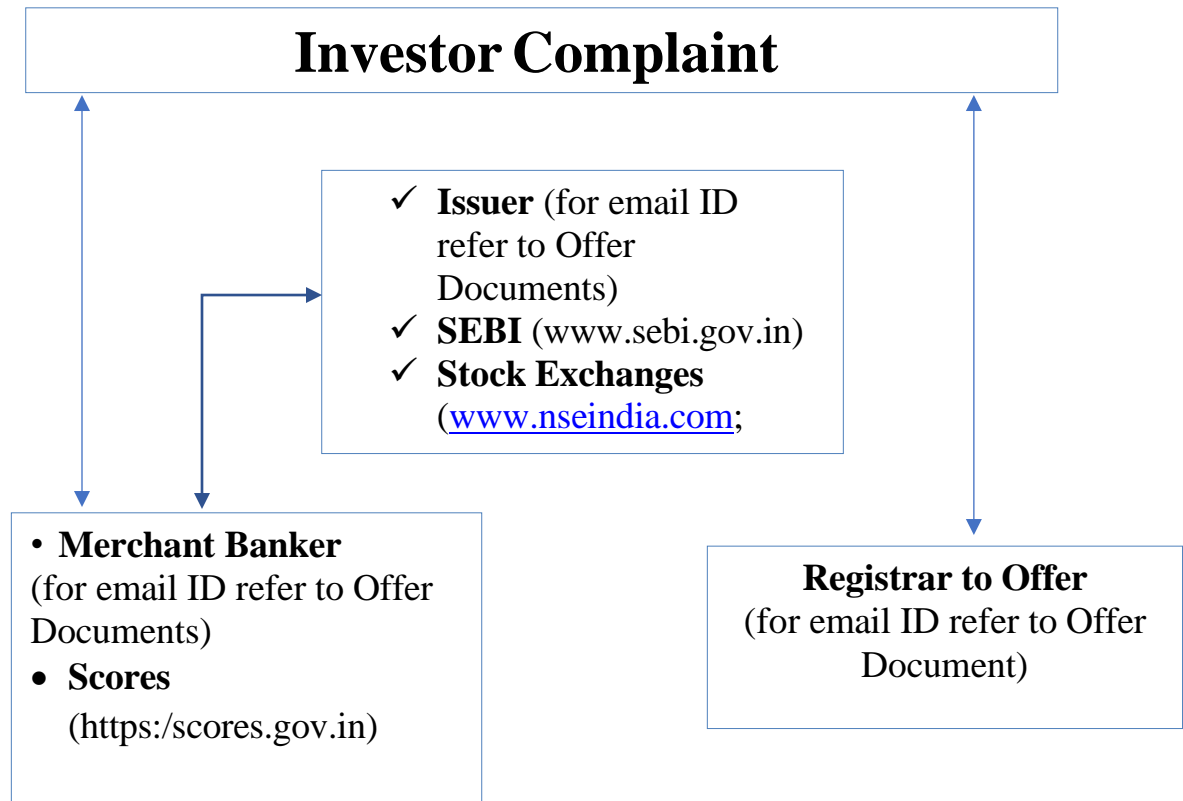 Investor Complaint
✓ Issuer (for email ID
refer to Offer
Documents)
✓ SEBI (www.sebi.gov.in)
✓ Stock Exchanges
(www.nseindia.com;
• Merchant Banker
(for email ID refer to Offer
Documents)
• Scores
(https:/scores.gov.in)
Registrar to Offer
(for email ID refer to Offer
Document)